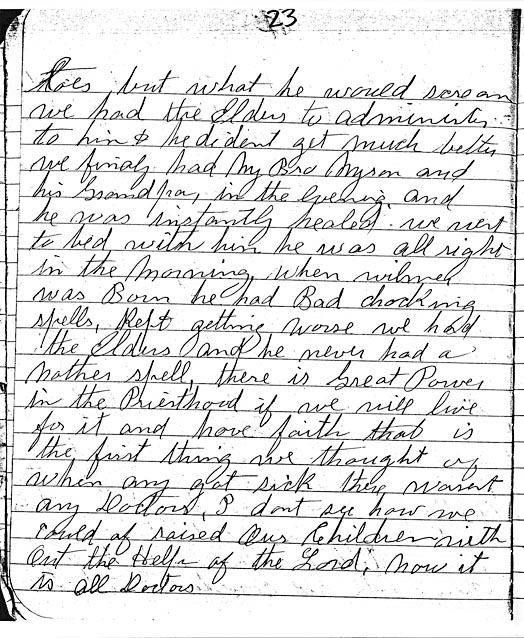 23
toes, but what he would scream
we had the Elders to administer
to him & he dident get much better
we finaly had My Bro Myron and
his Grandpa, in the Evening, and
he was instantly healed. we went
to bed with him he was all right
in the Morning, when wilmer
was Born he had Bad chocking
spells, Kept getting worse we had
the Elders and he never had a
nother spell, there is Great Power
in the Priesthood if we will live
for it and have faith that is
the first thing we thought of
when any got sick there wasent
any Doctors, I dont see how we
could of raised Our Children with
Out the Help of the Lord, now it
is all Doctors